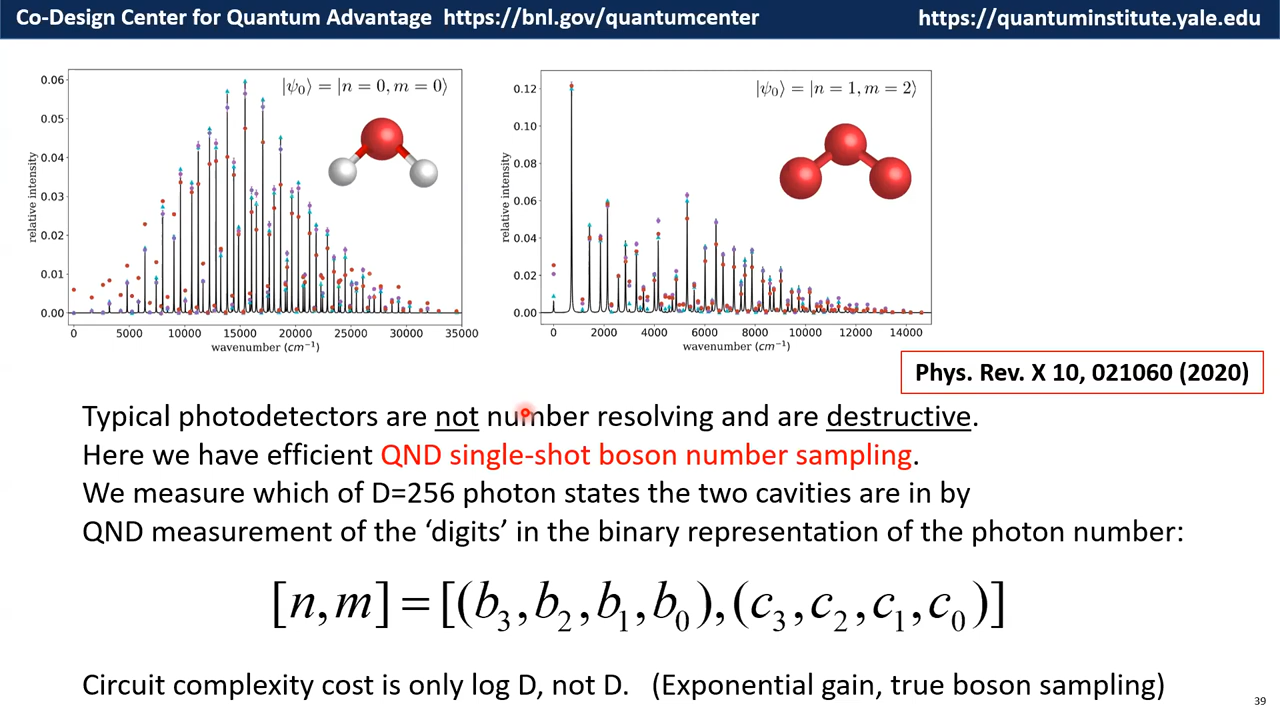 Co-Design Center for Quantum Advantage https://bnl.gov/quantumcenter https://quantuminstitute.yale.edu
|ψ₀⟩ = |n = 0, m = 0⟩
relative intensity
0.06
0.05
0.04
0.03
0.02
0.01
0.00
0 5000 10000 15000 20000 25000 30000 35000
wavenumber (cm⁻¹)
|ψ₀⟩ = |n = 1, m = 2⟩
relative intensity
0.12
0.10
0.08
0.06
0.04
0.02
0.00
0 2000 4000 6000 8000 10000 12000 14000
wavenumber (cm⁻¹)
Phys. Rev. X 10, 021060 (2020)
Typical photodetectors are not number resolving and are destructive.
Here we have efficient QND single-shot boson number sampling.
We measure which of D=256 photon states the two cavities are in by
QND measurement of the ‘digits’ in the binary representation of the photon number:
[n,m] = [(b₃,b₂,b₁,b₀),(c₃,c₂,c₁,c₀)]
Circuit complexity cost is only log D, not D. (Exponential gain, true boson sampling)
39